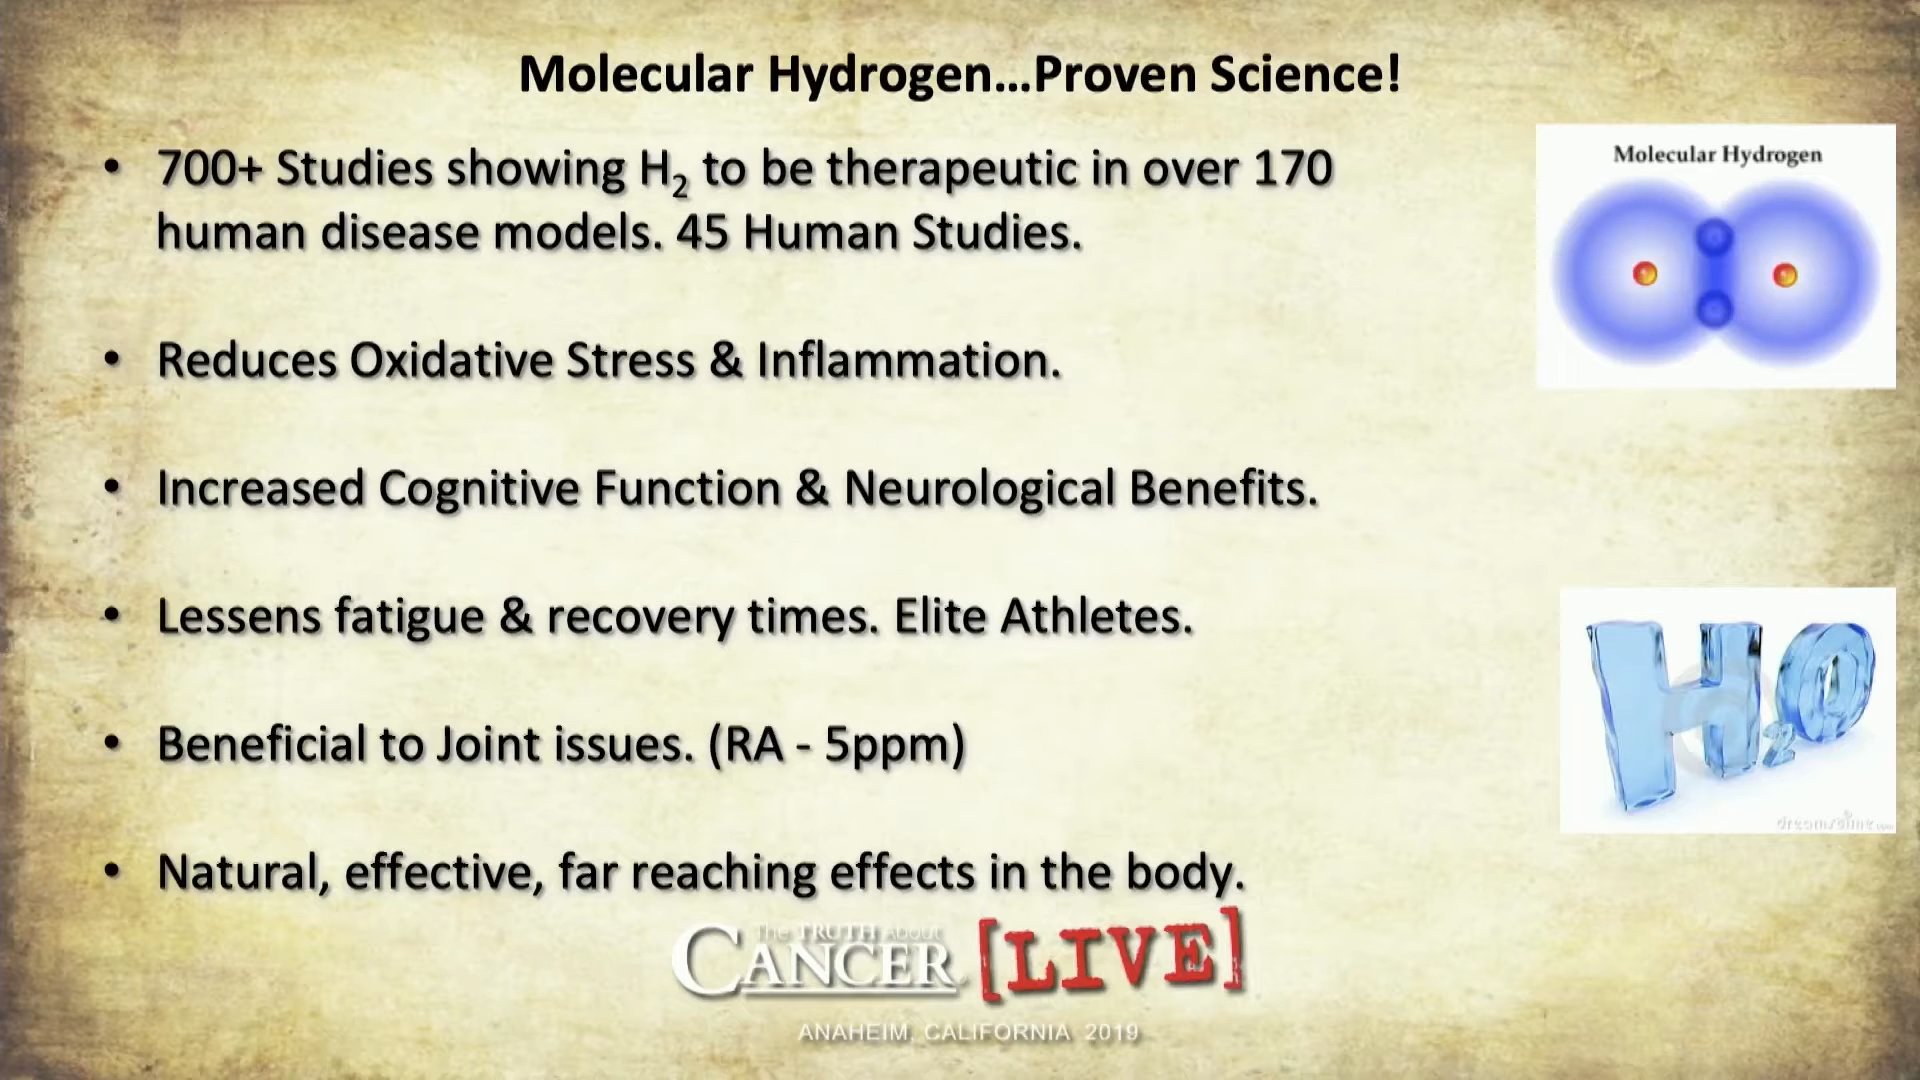 Molecular Hydrogen...Proven Science!
• 700+ Studies showing H₂ to be therapeutic in over 170
human disease models. 45 Human Studies.
• Reduces Oxidative Stress & Inflammation.
• Increased Cognitive Function & Neurological Benefits.
• Lessens fatigue & recovery times. Elite Athletes.
• Beneficial to Joint issues. (RA - 5ppm)
• Natural, effective, far reaching effects in the body.
Molecular Hydrogen
H₂O
dreamstime.com
The TRUTH About
CANCER [LIVE]
ANAHEIM, CALIFORNIA 2019